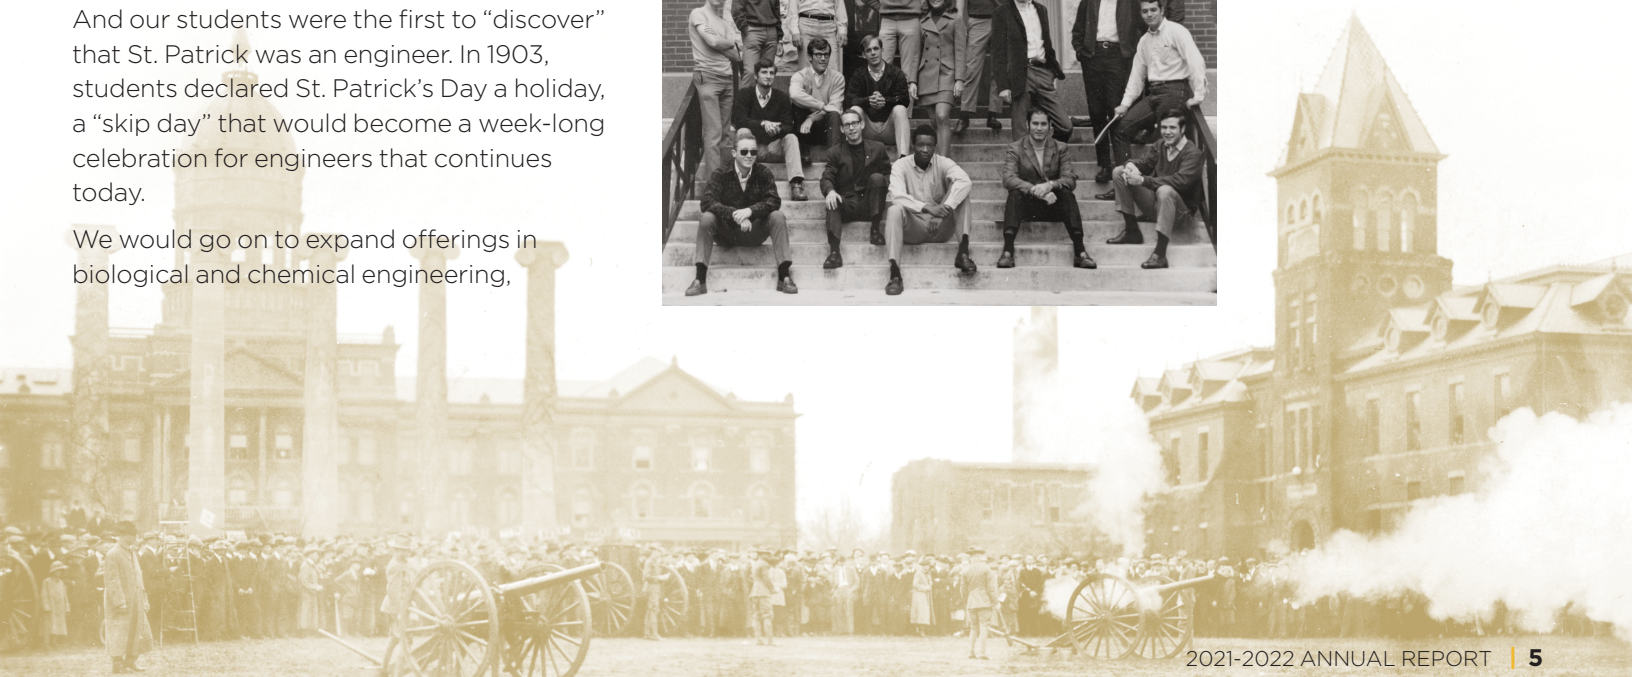 And our students were the first to “discover”
that St. Patrick was an engineer. In 1903,
students declared St. Patrick’s Day a holiday,
a “skip day” that would become a week-long
celebration for engineers that continues
today.
We would go on to expand offerings in
biological and chemical engineering,
2021-2022 ANNUAL REPORT | 5